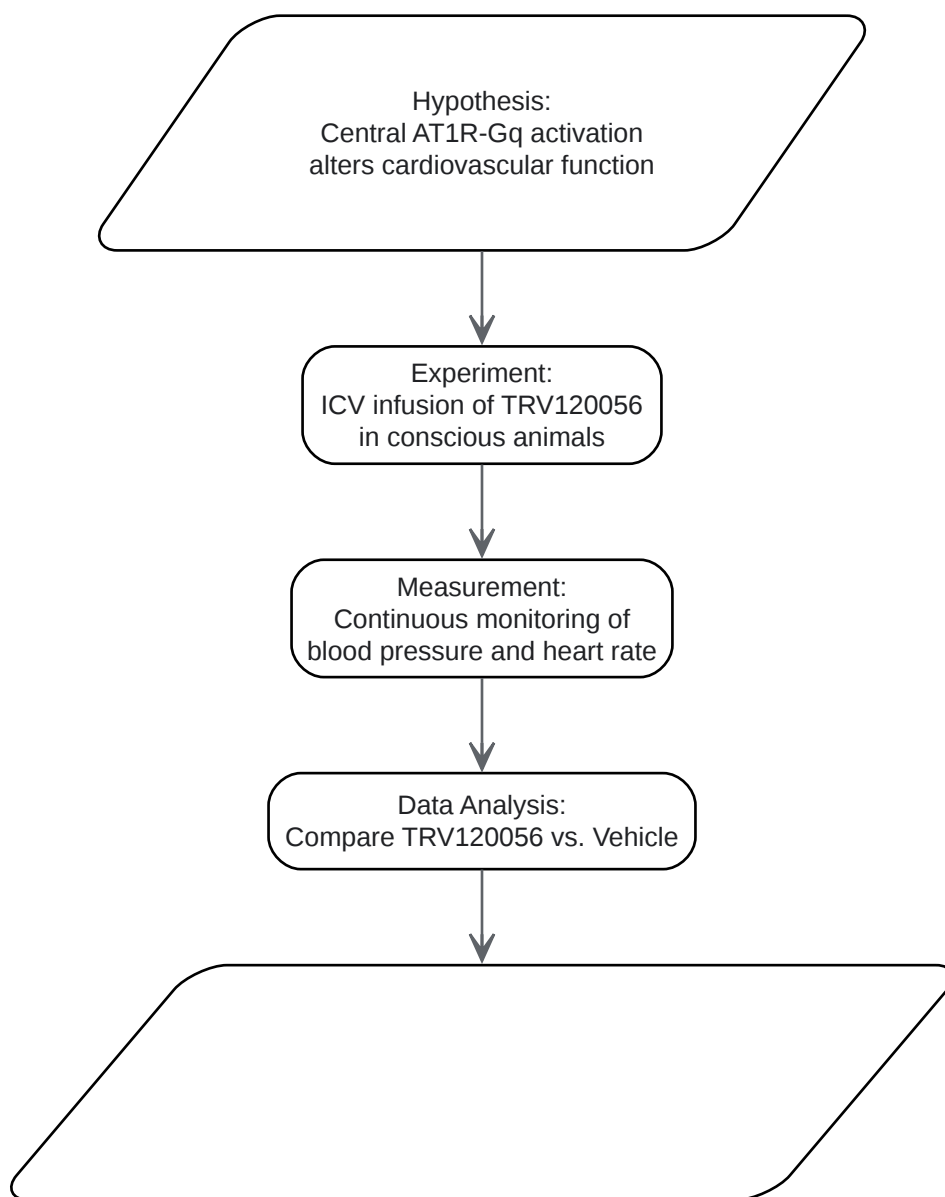 Hypothesis:
Central AT1R-Gq activation
alters cardiovascular function
Experiment:
ICV infusion of TRV120056
in conscious animals
Measurement:
Continuous monitoring of
blood pressure and heart rate
Data Analysis:
Compare TRV120056 vs. Vehicle